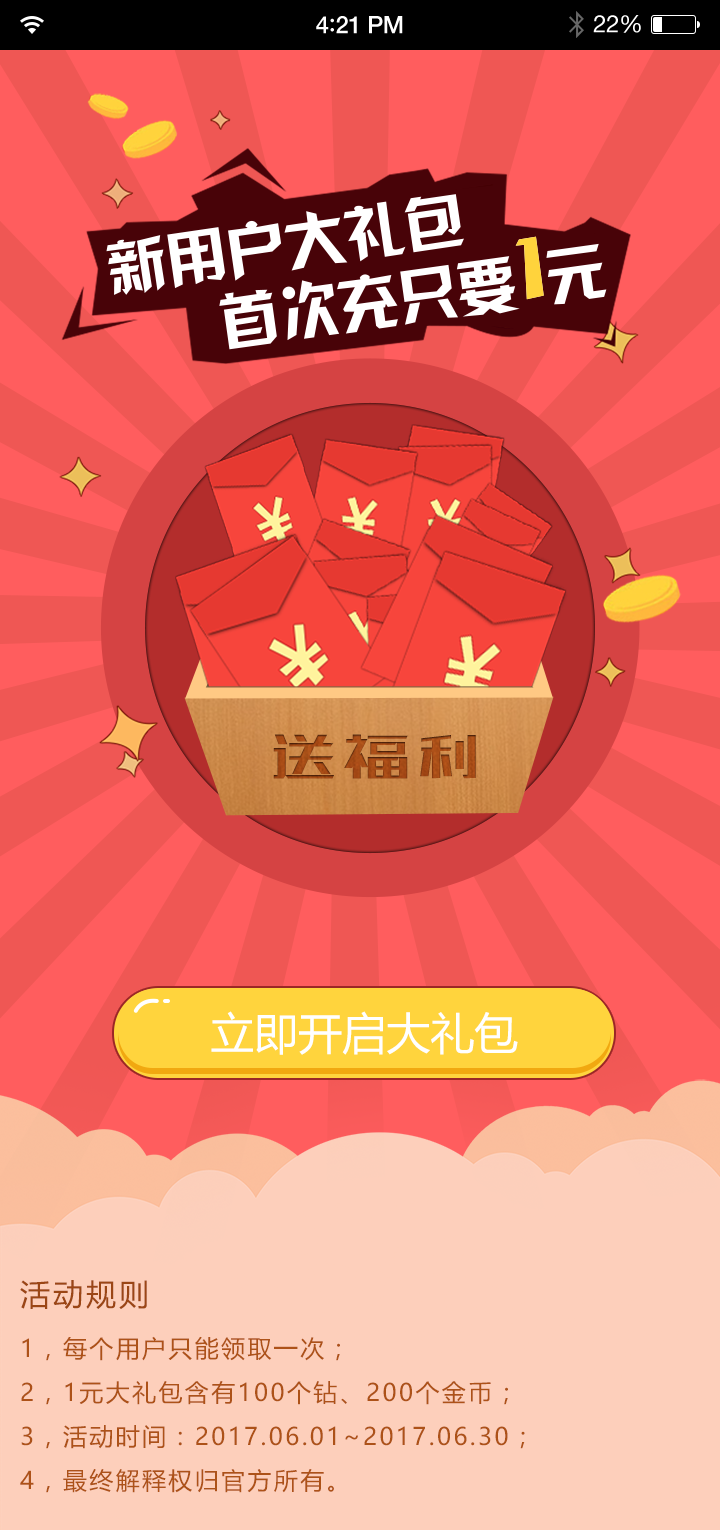 4:21 PM
22%
新用户大礼包
首次充只要1元
送福利
立即开启大礼包
活动规则
1，每个用户只能领取一次；
2，1元大礼包含有100个钻、200个金币；
3，活动时间：2017.06.01~2017.06.30；
4，最终解释权归官方所有。